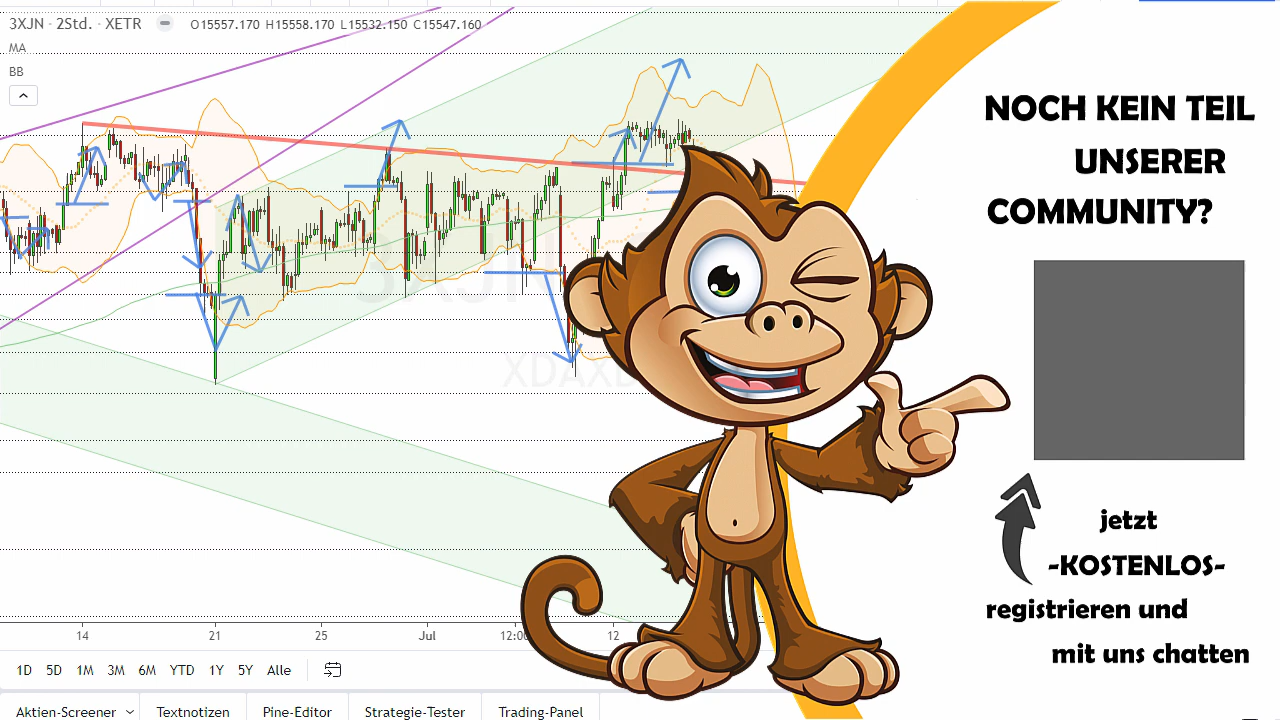 3XJN · 2Std. · XETR O15557.170 H15558.170 L15532.150 C15547.160
MA
BB
NOCH KEIN TEIL
UNSERER
COMMUNITY?
jetzt
-KOSTENLOS-
registrieren und
mit uns chatten
14 21 25 Jul 12:00 12
1D 5D 1M 3M 6M YTD 1Y 5Y Alle
Aktien-Screener Textnotizen Pine-Editor Strategie-Tester Trading-Panel